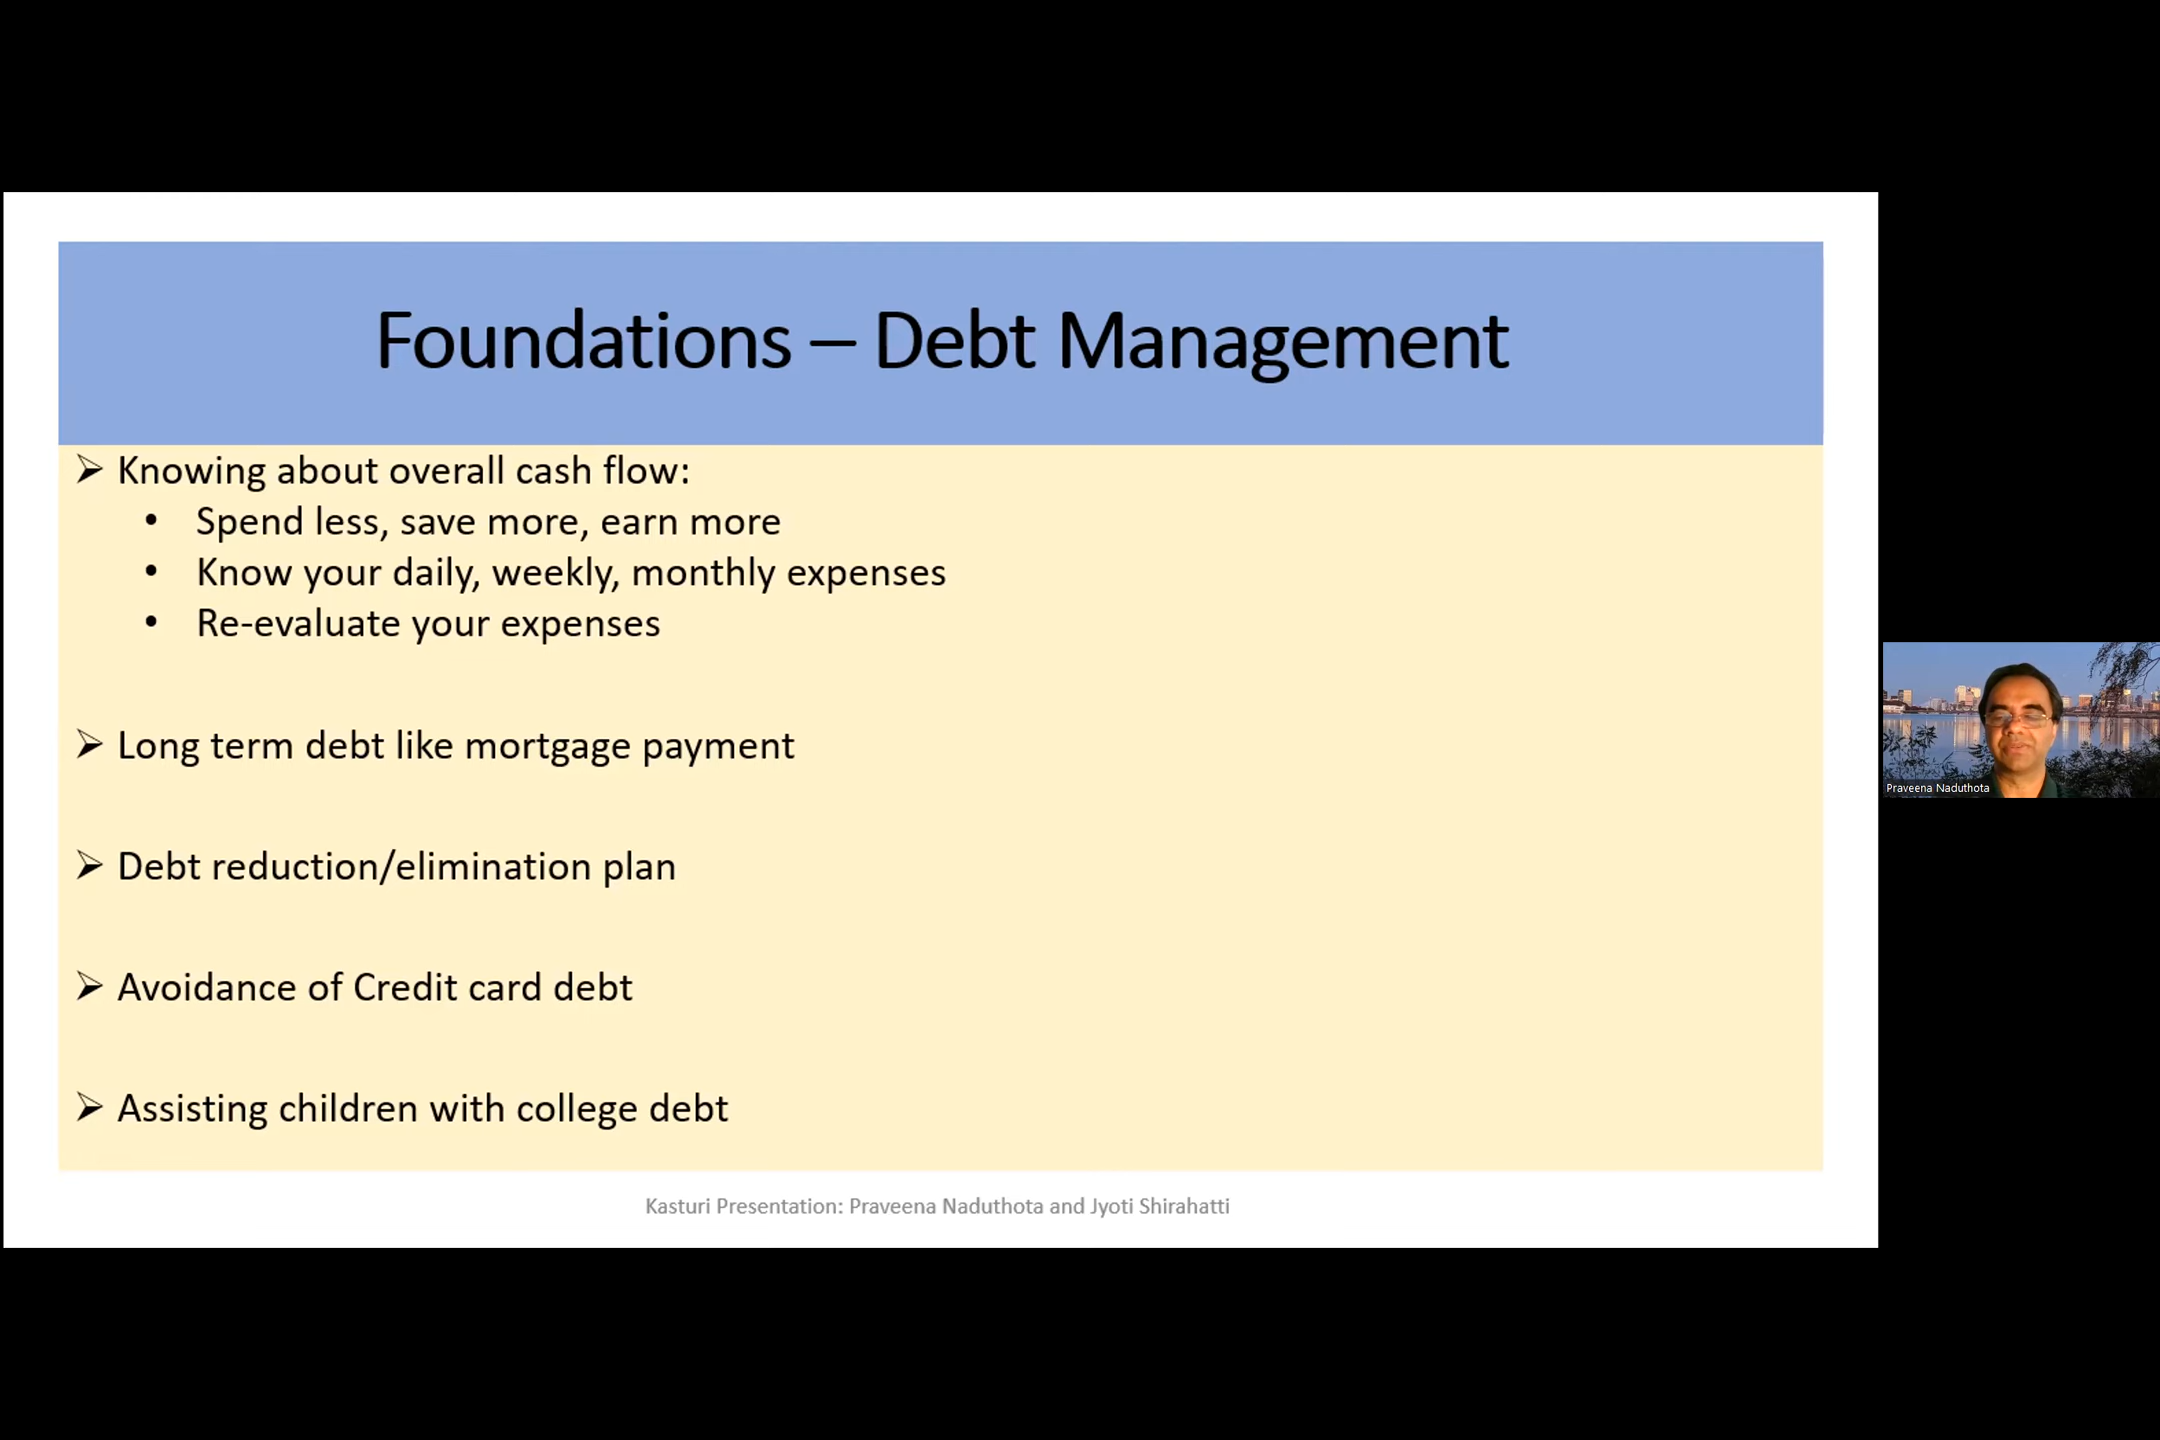 Foundations – Debt Management
➢ Knowing about overall cash flow:
• Spend less, save more, earn more
• Know your daily, weekly, monthly expenses
• Re-evaluate your expenses
➢ Long term debt like mortgage payment
➢ Debt reduction/elimination plan
➢ Avoidance of Credit card debt
➢ Assisting children with college debt
Kasturi Presentation: Praveena Naduthota and Jyoti Shirahatti
Praveena Naduthota